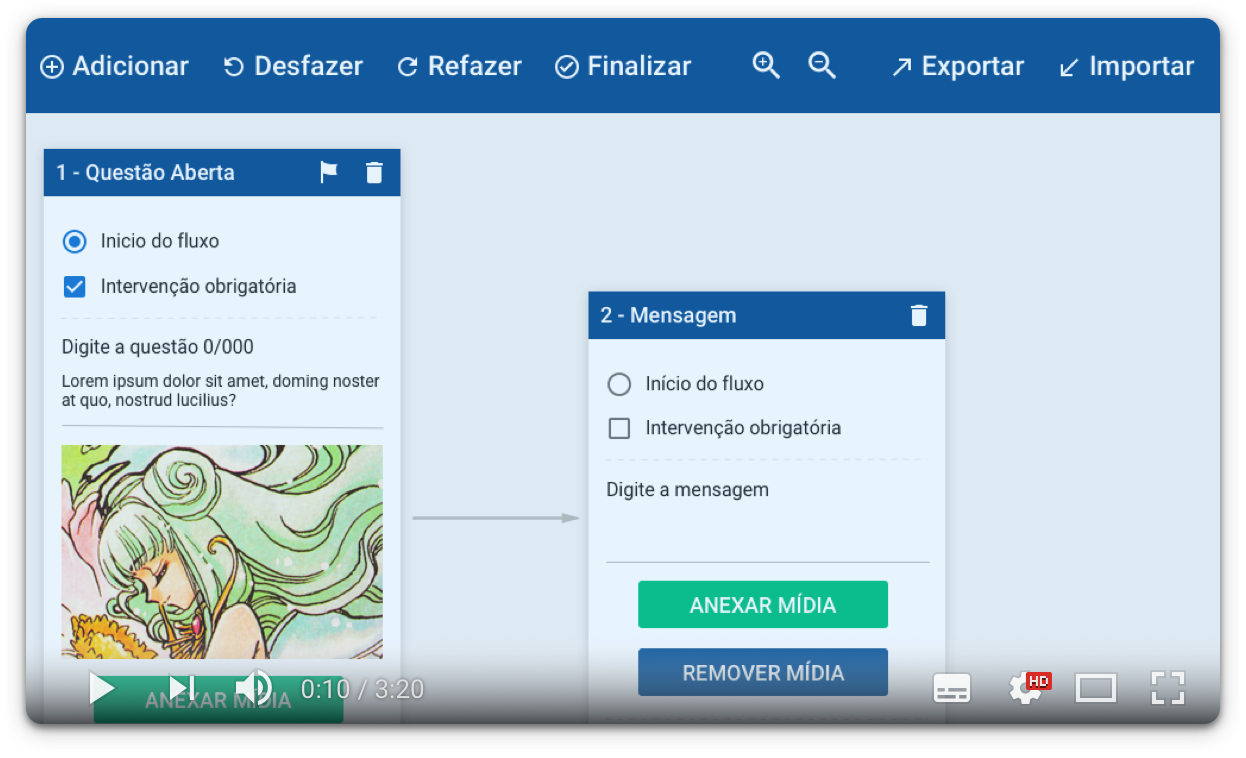 Adicionar Desfazer Refazer Finalizar Exportar Importar
1 - Questão Aberta
Inicio do fluxo
Intervenção obrigatória
Digite a questão 0/000
Lorem ipsum dolor sit amet, doming noster
at quo, nostrud lucilius?
ANEXAR MÍDIA
2 - Mensagem
Início do fluxo
Intervenção obrigatória
Digite a mensagem
ANEXAR MÍDIA
REMOVER MÍDIA
0:10 / 3:20
HD